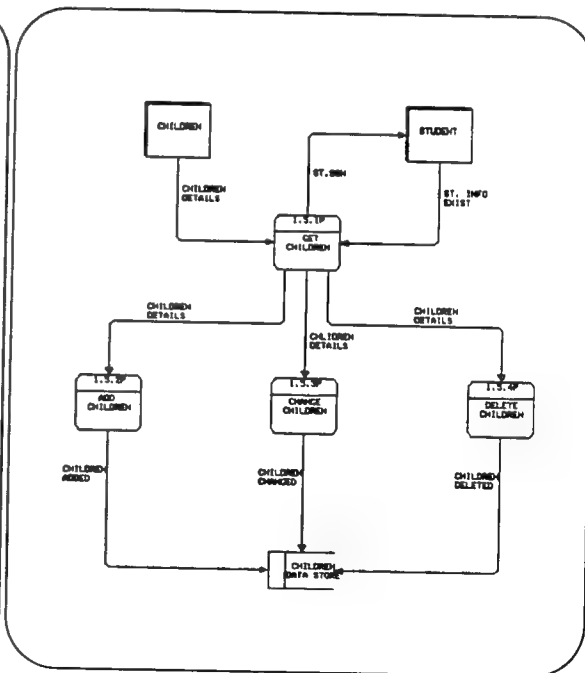 CHILDREN
STUDENT
ST.SSN
CHILDREN
DETAILS
ST. INFO
EXIST
1.5.1P
GET
CHILDREN
CHILDREN
DETAILS
CHLIDREN
DETAILS
CHILDREN
DETAILS
1.5.2P
ADD
CHILDREN
1.5.3P
CHANGE
CHILDREN
1.5.4P
DELETE
CHILDREN
CHILDREN
ADDED
CHILDREN
CHANGED
CHILDREN
DELETED
CHILDREN
DATA STORE